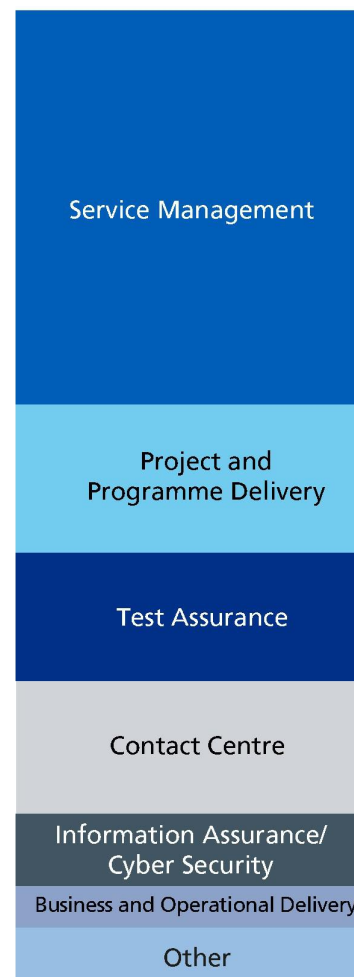 Service Management
Project and
Programme Delivery
Test Assurance
Contact Centre
Information Assurance/
Cyber Security
Business and Operational Delivery
Other